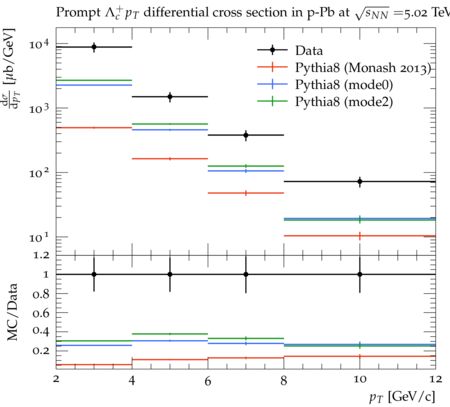 Prompt Λ_c^+ p_T differential cross section in p-Pb at √s_NN =5.02 TeV
dσ/dp_T [μb/GeV]
10^4
10^3
10^2
10^1
Data
Pythia8 (Monash 2013)
Pythia8 (mode0)
Pythia8 (mode2)
MC/Data
1.2
1
0.8
0.6
0.4
0.2
2 4 6 8 10 12
p_T [GeV/c]